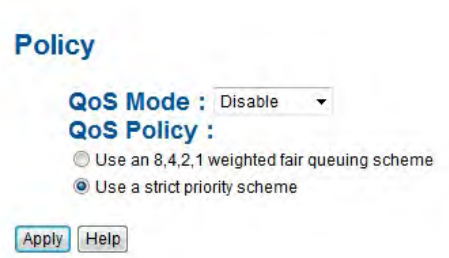 Policy
QoS Mode : Disable
QoS Policy :
Use an 8,4,2,1 weighted fair queuing scheme
Use a strict priority scheme
Apply Help